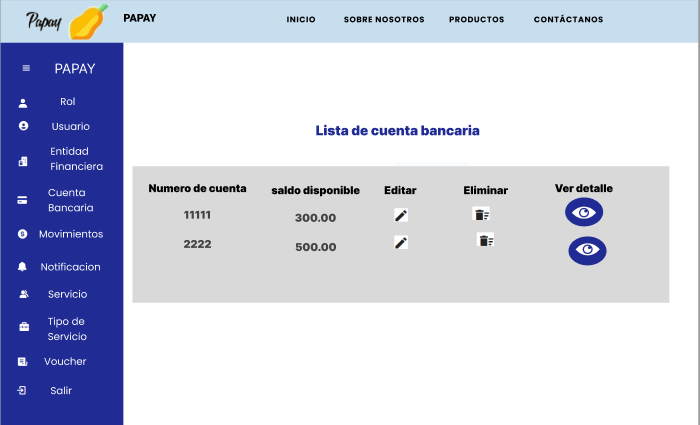 Papay
PAPAY
INICIO
SOBRE NOSOTROS
PRODUCTOS
CONTÁCTANOS
PAPAY
Rol
Usuario
Entidad
Financiera
Cuenta
Bancaria
Movimientos
Notificacion
Servicio
Tipo de
Servicio
Voucher
Salir
Lista de cuenta bancaria
Numero de cuenta saldo disponible Editar Eliminar Ver detalle
11111 300.00
2222 500.00